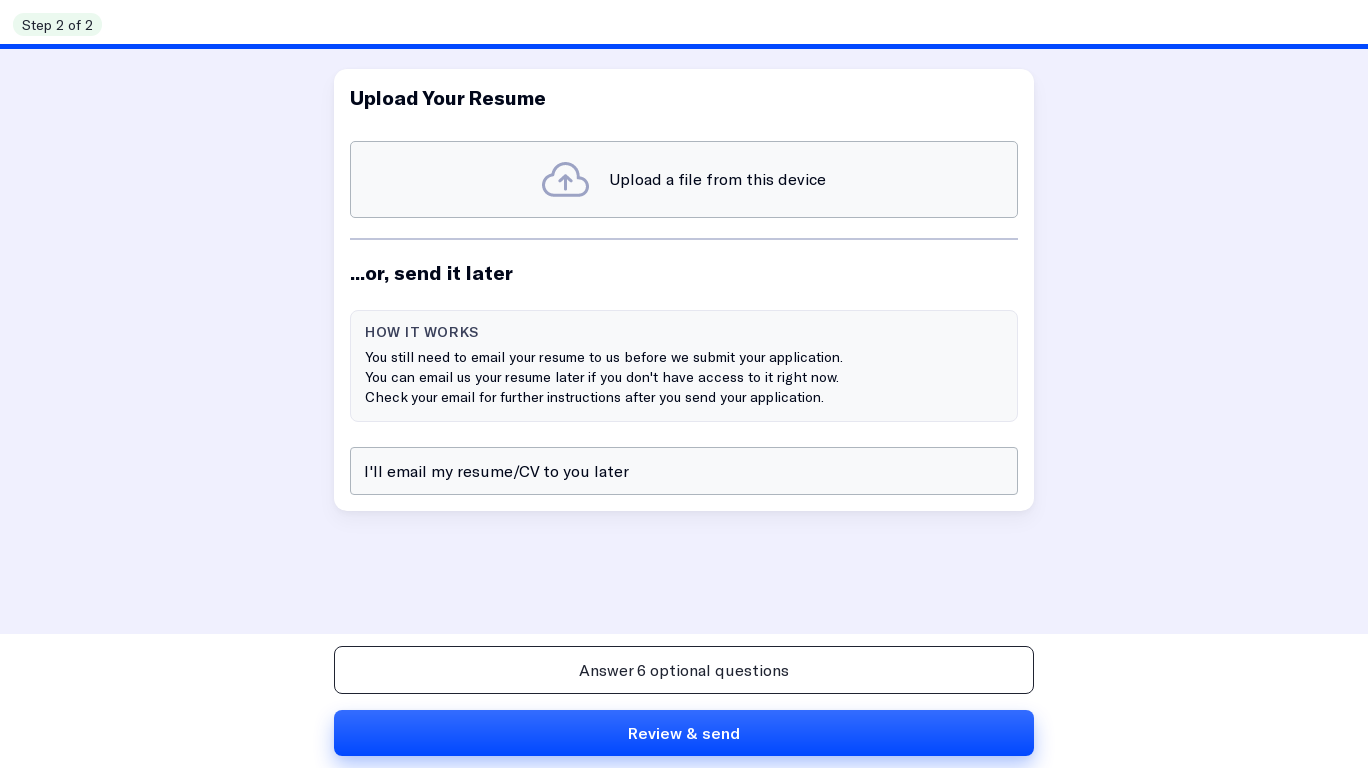 Step 2 of 2
Upload Your Resume
Upload a file from this device
...or, send it later
HOW IT WORKS
You still need to email your resume to us before we submit your application.
You can email us your resume later if you don't have access to it right now.
Check your email for further instructions after you send your application.
I'll email my resume/CV to you later
Answer 6 optional questions
Review & send